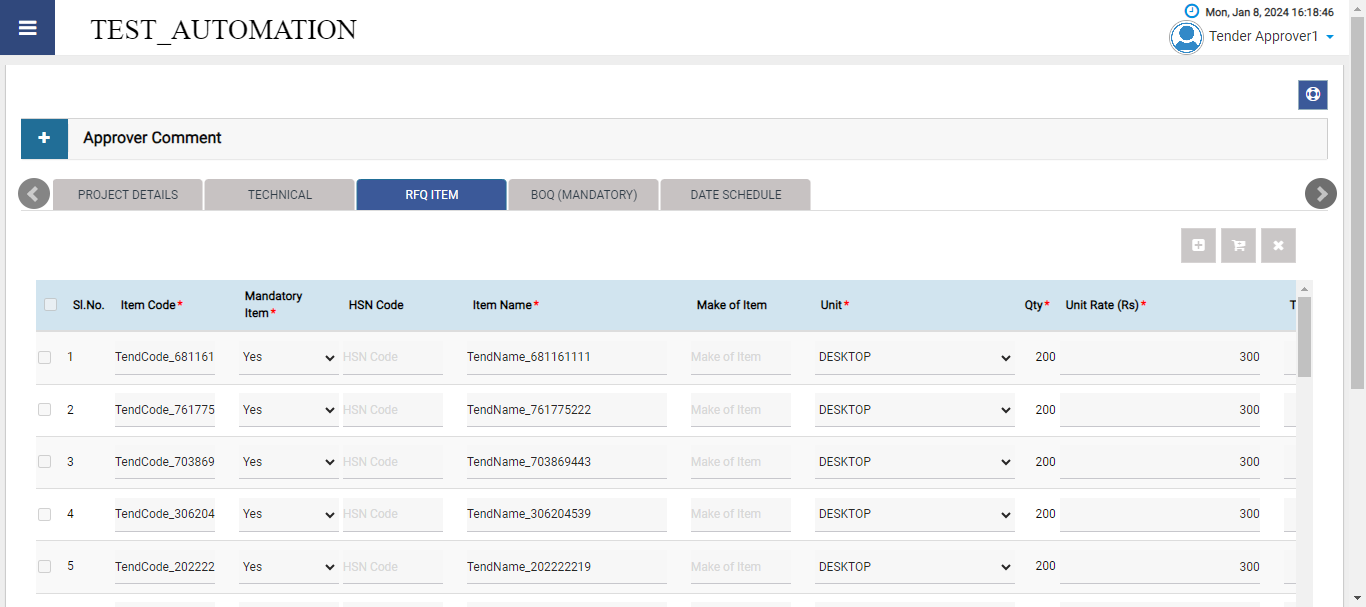 TEST_AUTOMATION
Mon, Jan 8, 2024 16:18:46
Tender Approver1
Approver Comment
PROJECT DETAILS TECHNICAL RFQ ITEM BOQ (MANDATORY) DATE SCHEDULE
Sl.No. Item Code* Mandatory Item* HSN Code Item Name* Make of Item Unit* Qty* Unit Rate (Rs)* T
1 TendCode_681161 Yes HSN Code TendName_681161111 Make of Item DESKTOP 200 300
2 TendCode_761775 Yes HSN Code TendName_761775222 Make of Item DESKTOP 200 300
3 TendCode_703869 Yes HSN Code TendName_703869443 Make of Item DESKTOP 200 300
4 TendCode_306204 Yes HSN Code TendName_306204539 Make of Item DESKTOP 200 300
5 TendCode_202222 Yes HSN Code TendName_202222219 Make of Item DESKTOP 200 300